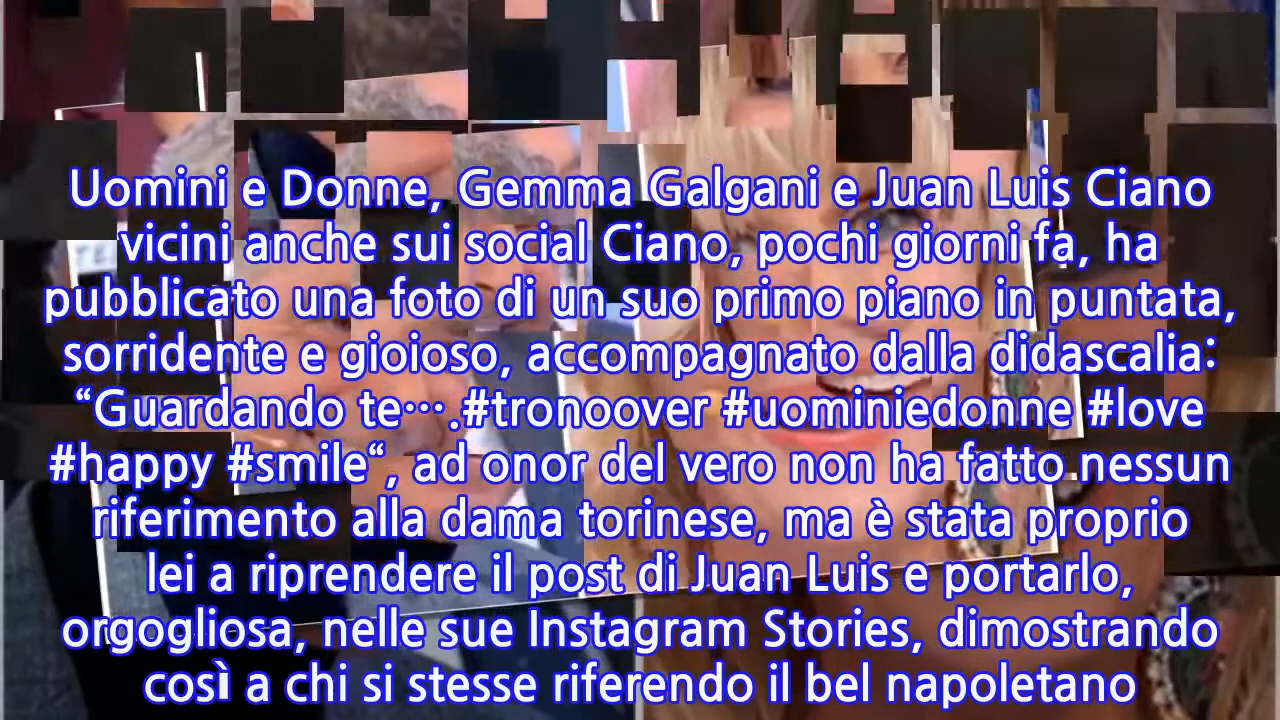 Uomini e Donne, Gemma Galgani e Juan Luis Ciano
vicini anche sui social Ciano, pochi giorni fa, ha
pubblicato una foto di un suo primo piano in puntata,
sorridente e gioioso, accompagnato dalla didascalia:
“Guardando te….#tronoover #uominiedonne #love
#happy #smile“, ad onor del vero non ha fatto nessun
riferimento alla dama torinese, ma è stata proprio
lei a riprendere il post di Juan Luis e portarlo,
orgogliosa, nelle sue Instagram Stories, dimostrando
così a chi si stesse riferendo il bel napoletano